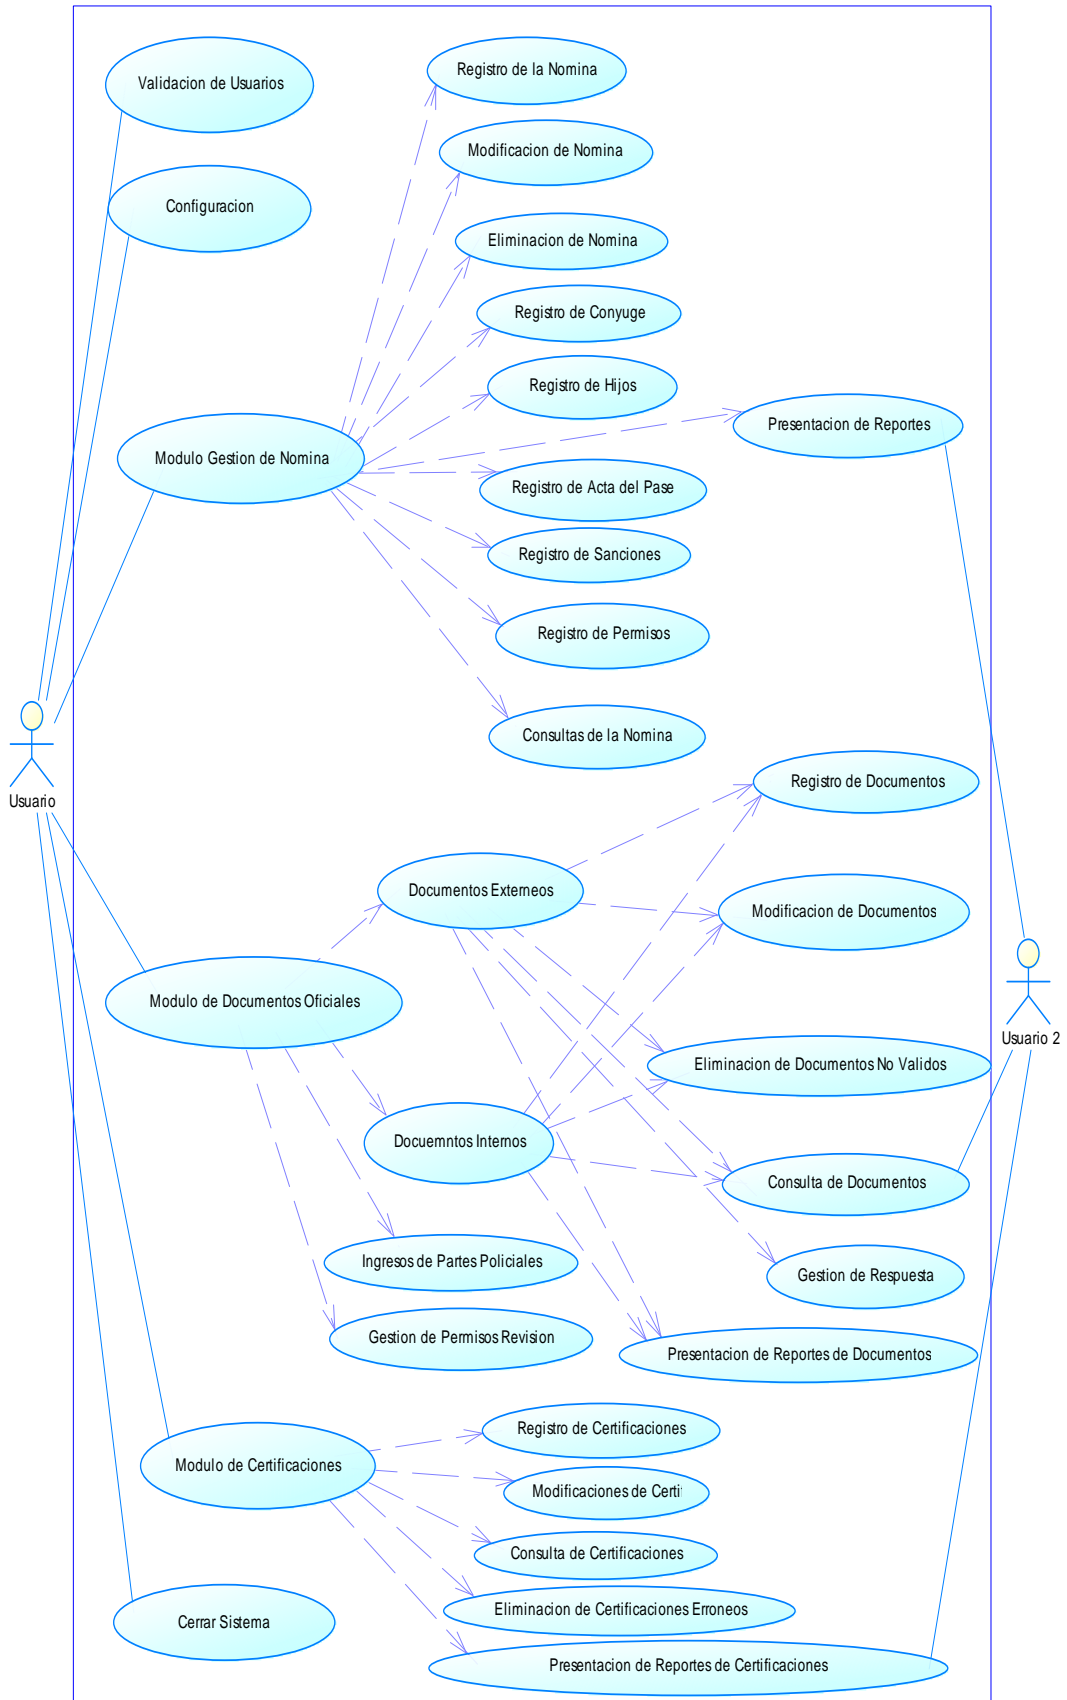 Registro de la Nomina
Validacion de Usuarios
Modificacion de Nomina
Configuracion
Eliminacion de Nomina
Registro de Conyuge
Registro de Hijos
Presentacion de Reportes
Modulo Gestion de Nomina
Registro de Acta del Pase
Registro de Sanciones
Registro de Permisos
Consultas de la Nomina
Registro de Documentos
Usuario
Documentos Externeos
Modificacion de Documentos
Modulo de Documentos Oficiales
Usuario 2
Eliminacion de Documentos No Validos
Docuemntos Internos
Consulta de Documentos
Ingresos de Partes Policiales
Gestion de Respuesta
Gestion de Permisos Revision
Presentacion de Reportes de Documentos
Registro de Certificaciones
Modulo de Certificaciones
Modificaciones de Certi
Consulta de Certificaciones
Eliminacion de Certificaciones Erroneos
Cerrar Sistema
Presentacion de Reportes de Certificaciones